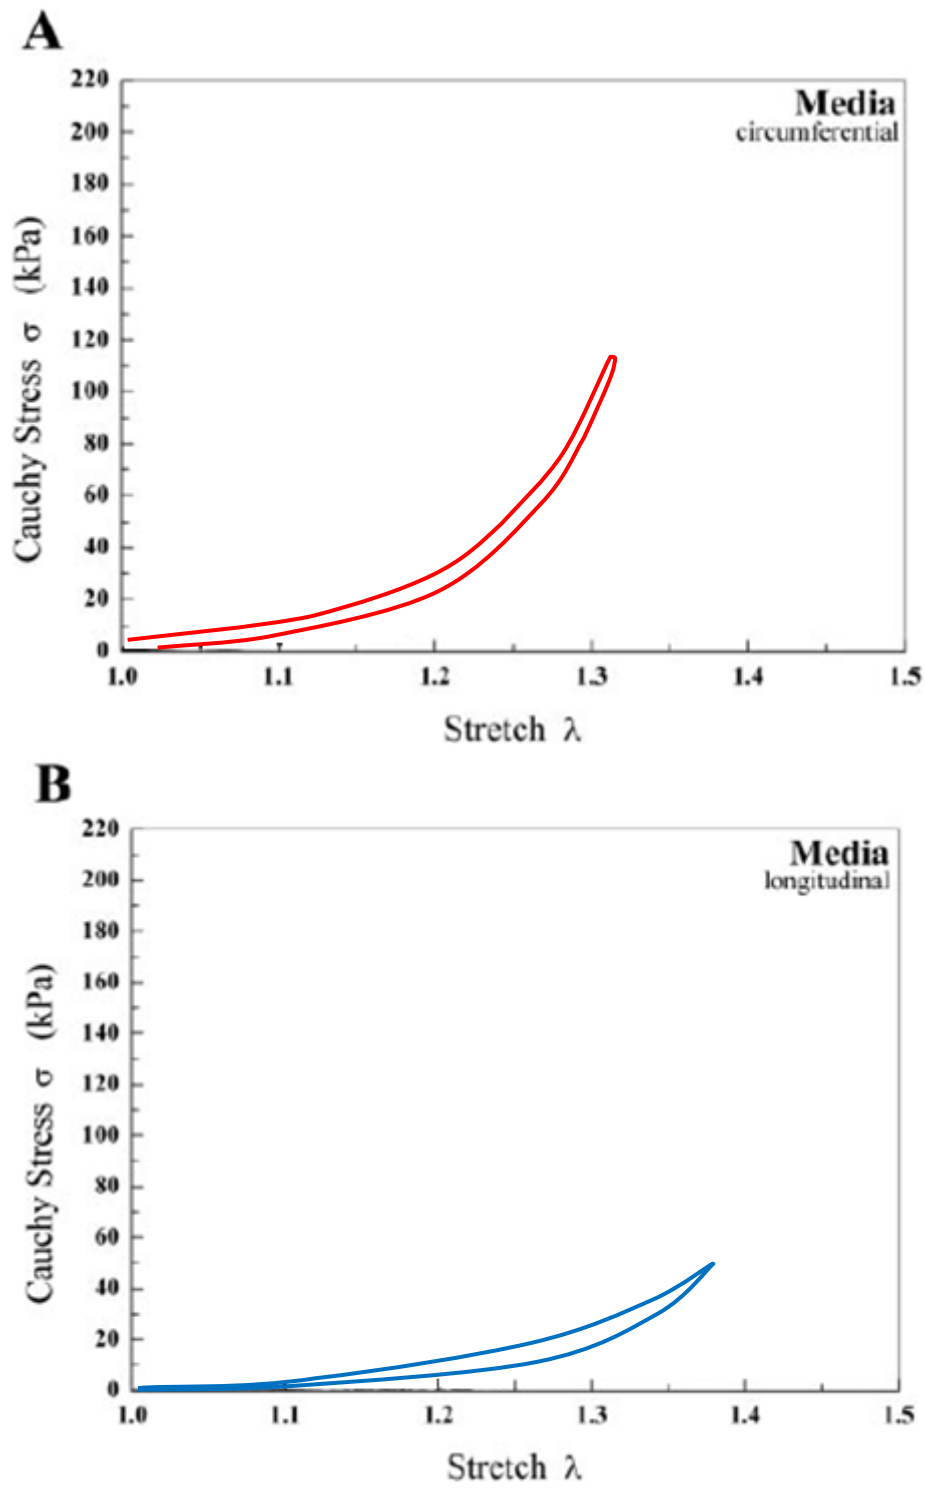 A
Media
circumferential
220
200
180
160
140
120
100
80
60
40
20
0
Cauchy Stress σ (kPa)
1.0 1.1 1.2 1.3 1.4 1.5
Stretch λ
B
Media
longitudinal
220
200
180
160
140
120
100
80
60
40
20
0
Cauchy Stress σ (kPa)
1.0 1.1 1.2 1.3 1.4 1.5
Stretch λ